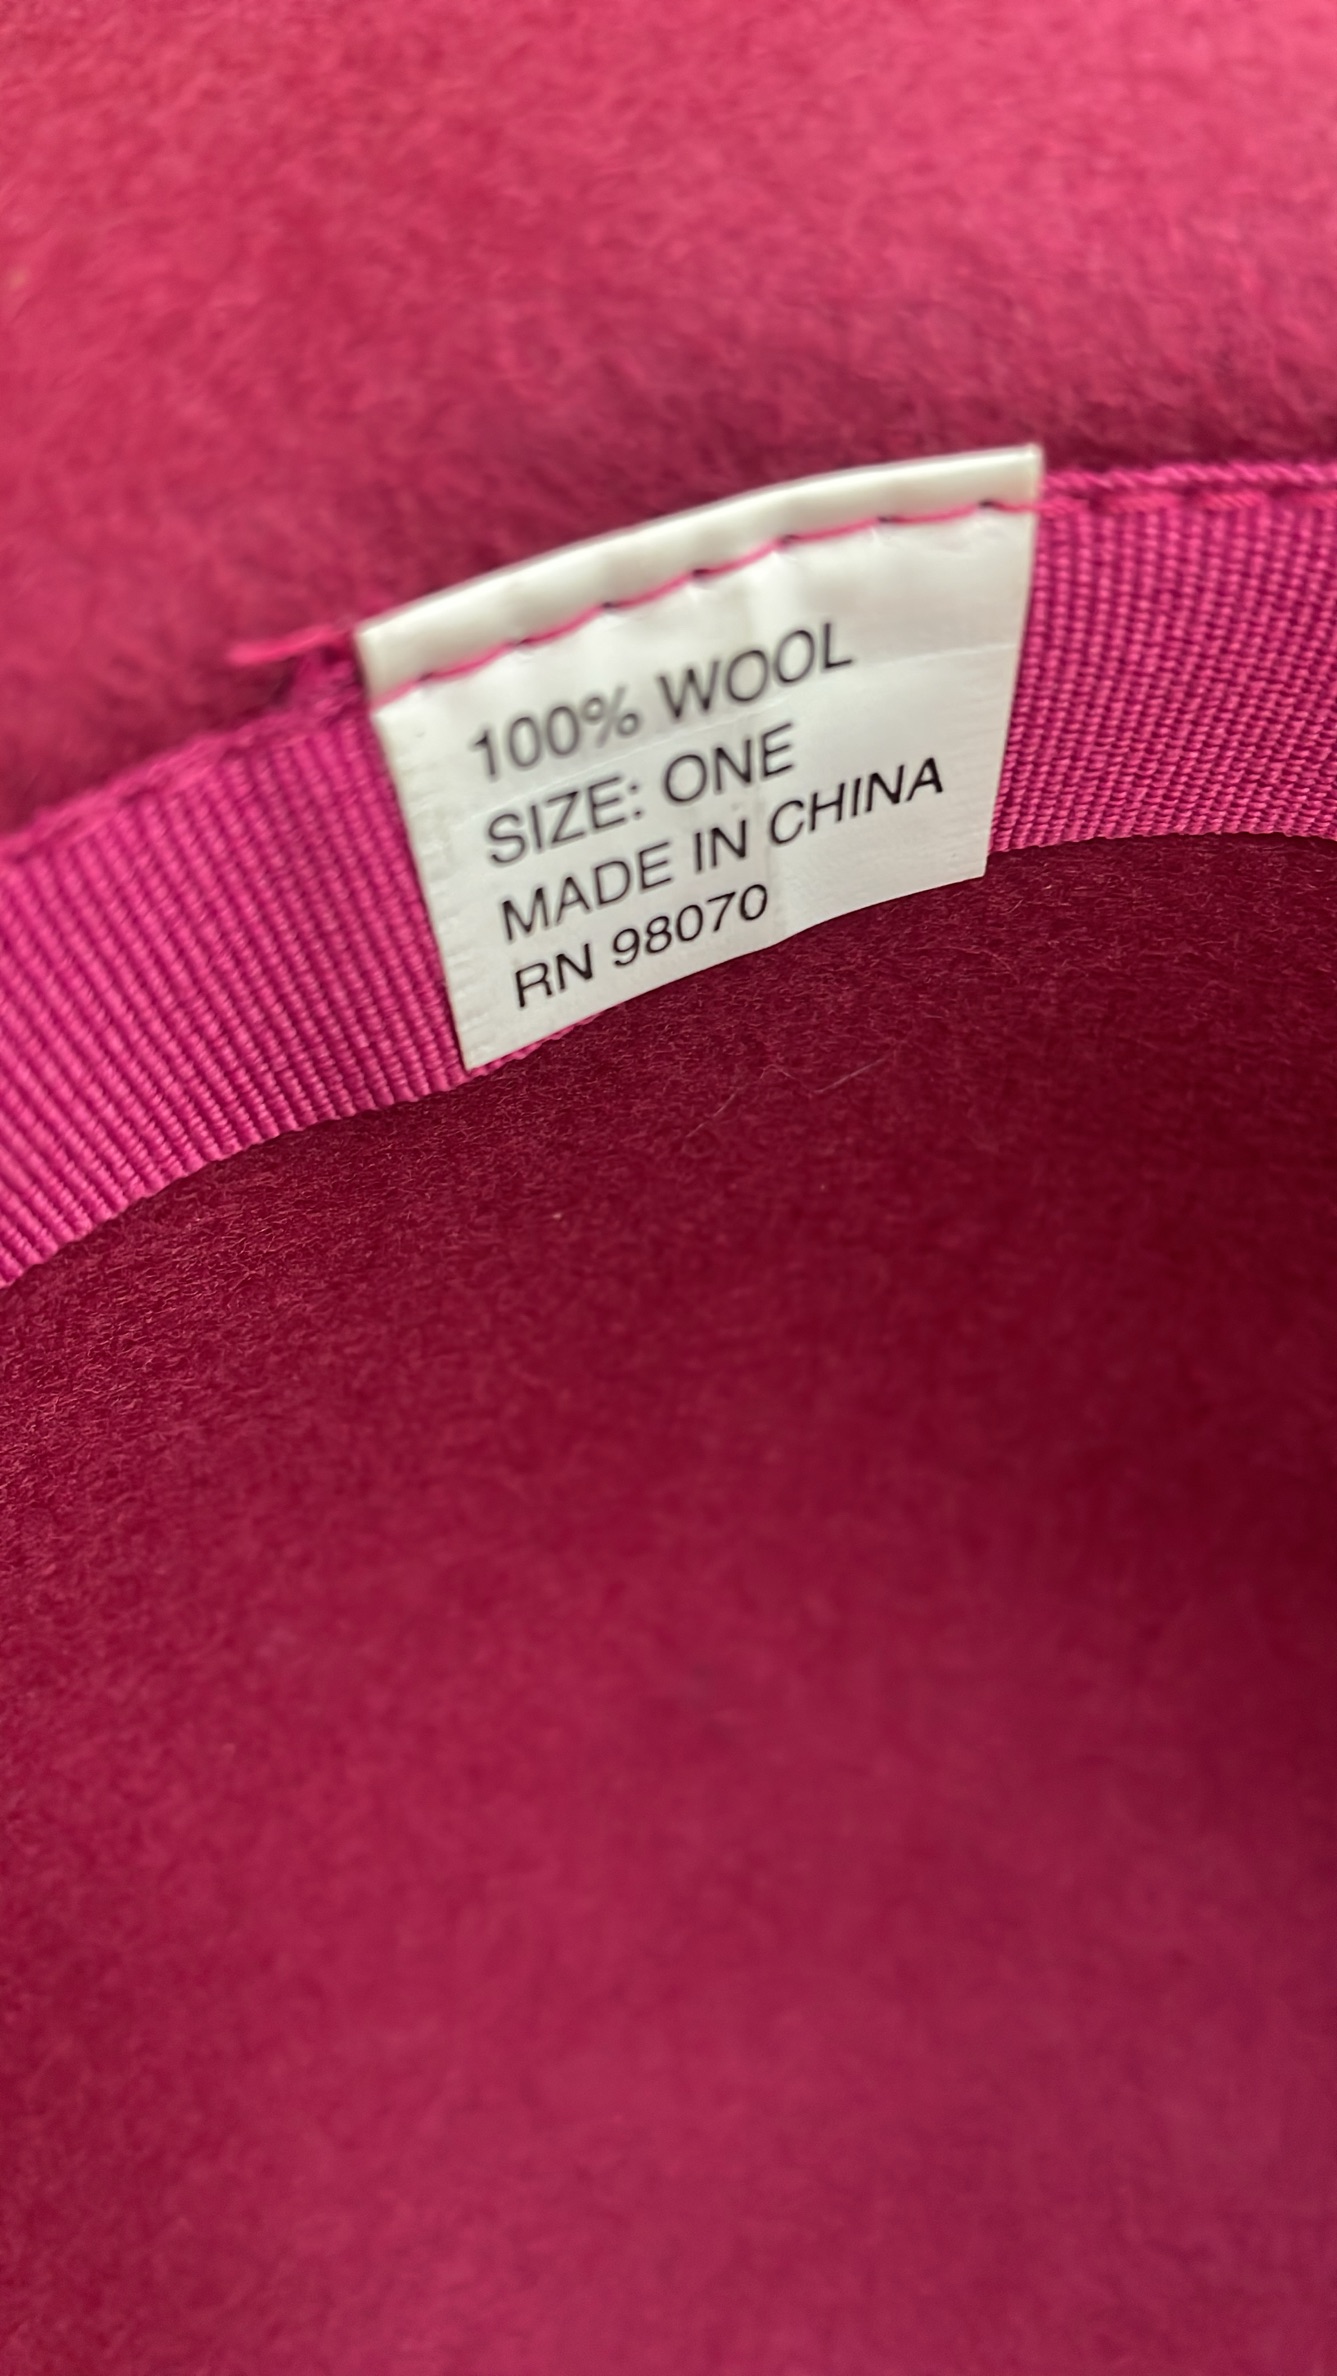 100% WOOL
SIZE: ONE
MADE IN CHINA
RN 98070